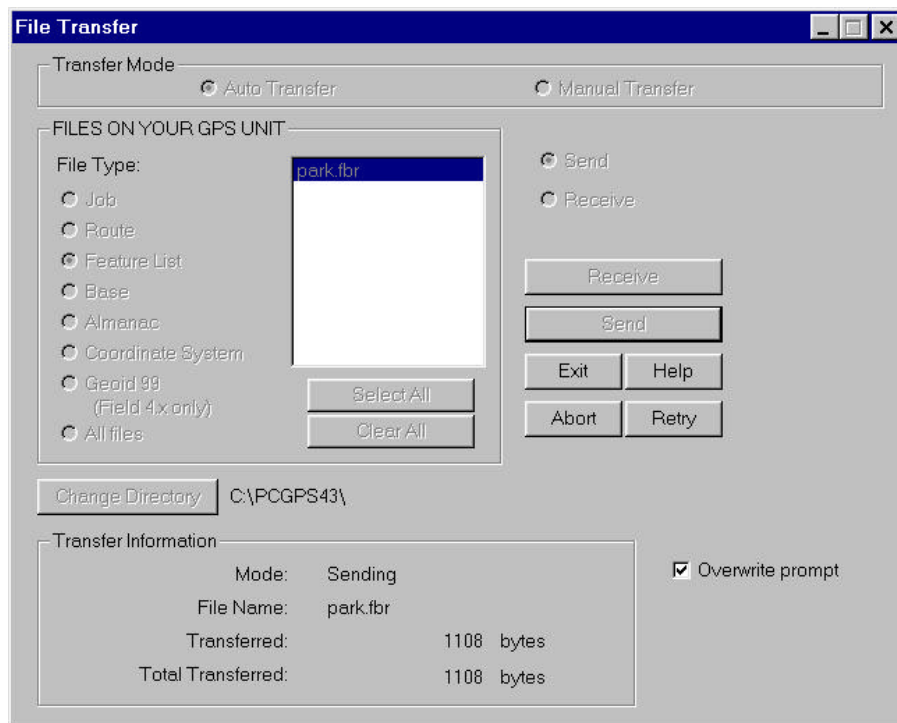 File Transfer
Transfer Mode
Auto Transfer
Manual Transfer
FILES ON YOUR GPS UNIT
File Type:
park.fbr
Job
Route
Feature List
Base
Almanac
Coordinate System
Geoid 99
(Field 4.x only)
All files
Select All
Clear All
Send
Receive
Receive
Send
Exit
Help
Abort
Retry
Change Directory
C:\PCGPS43\
Transfer Information
Mode: Sending
File Name: park.fbr
Transferred: 1108 bytes
Total Transferred: 1108 bytes
Overwrite prompt